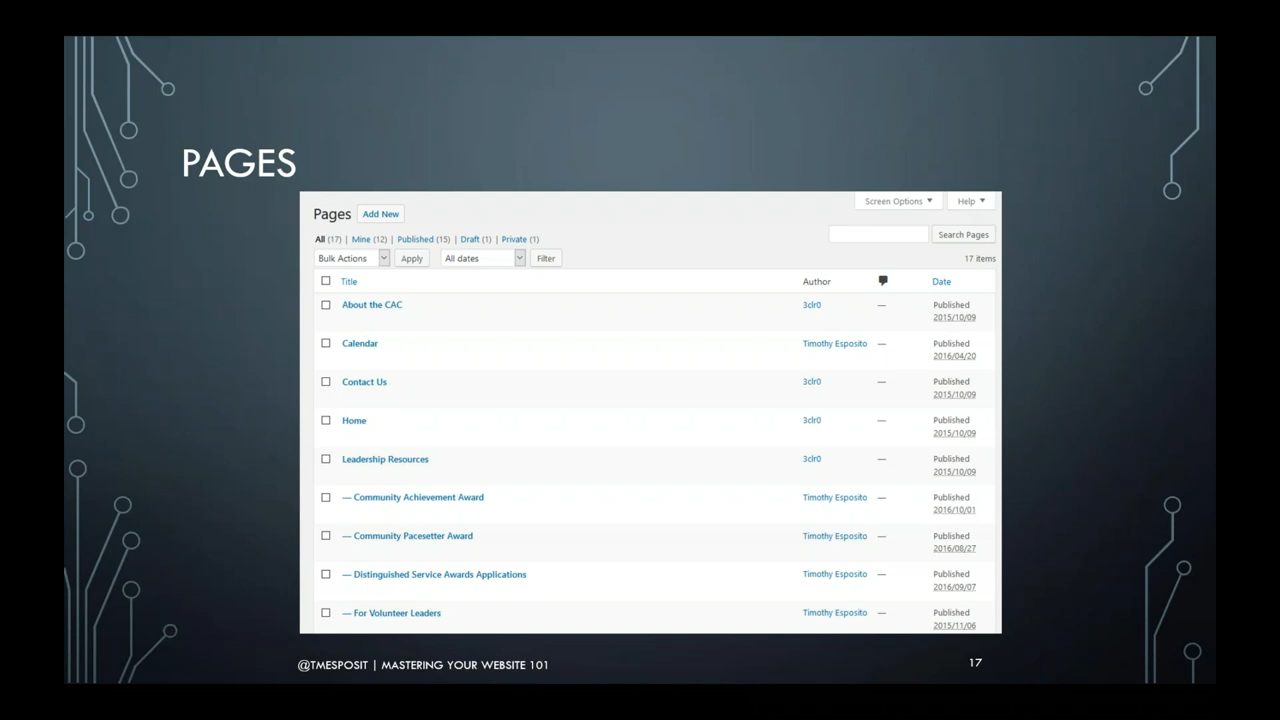 PAGES
Screen Options ▼ Help ▼
Pages Add New
All (17) | Mine (12) | Published (15) | Draft (1) | Private (1)
Search Pages
Bulk Actions Apply All dates Filter 17 items
Title Author Date
About the CAC 3clr0 — Published
2015/10/09
Calendar Timothy Esposito — Published
2016/04/20
Contact Us 3clr0 — Published
2015/10/09
Home 3clr0 — Published
2015/10/09
Leadership Resources 3clr0 — Published
2015/10/09
— Community Achievement Award Timothy Esposito — Published
2016/10/01
— Community Pacesetter Award Timothy Esposito — Published
2016/08/27
— Distinguished Service Awards Applications Timothy Esposito — Published
2016/09/07
— For Volunteer Leaders Timothy Esposito — Published
2015/11/06
@TMESPOSIT | MASTERING YOUR WEBSITE 101 17